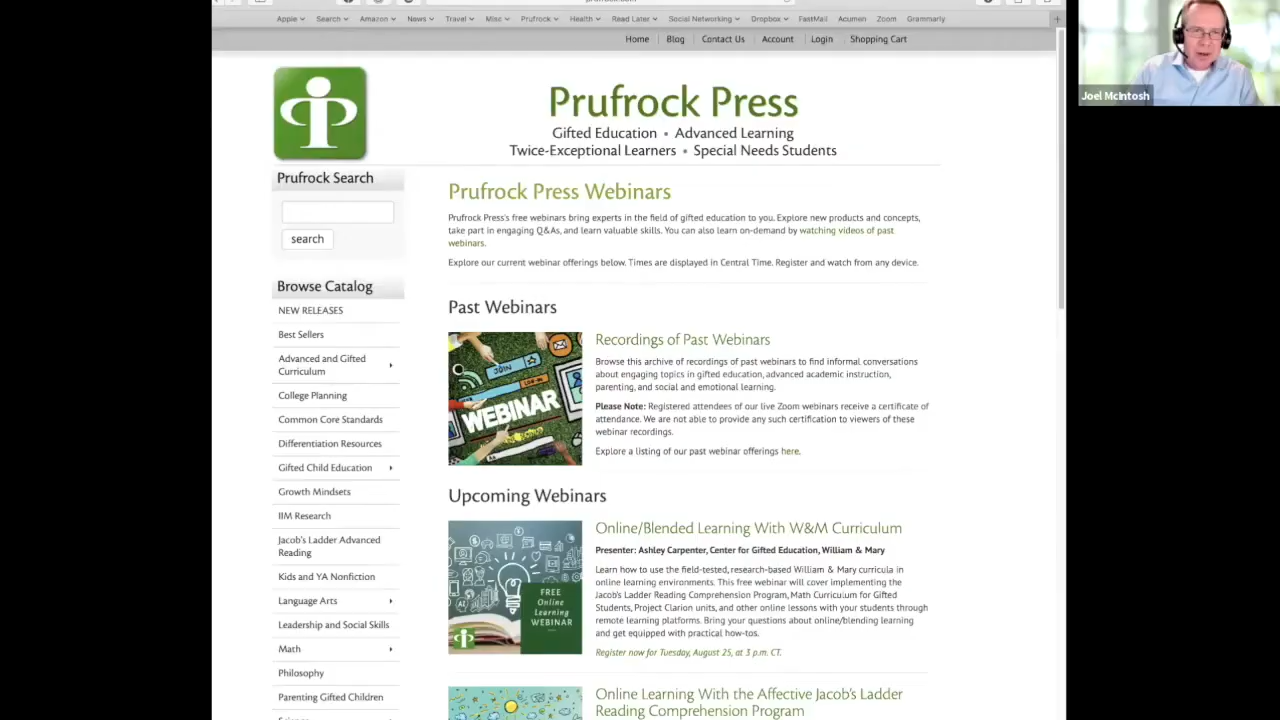 Apple Search Amazon News Travel Misc Prufrock Health Read Later Social Networking Dropbox FastMail Acumen Zoom Grammarly
Home Blog Contact Us Account Login Shopping Cart
Joel McIntosh
Prufrock Press
Gifted Education • Advanced Learning
Twice-Exceptional Learners • Special Needs Students
Prufrock Search
search
Browse Catalog
NEW RELEASES
Best Sellers
Advanced and Gifted
Curriculum
College Planning
Common Core Standards
Differentiation Resources
Gifted Child Education
Growth Mindsets
IIM Research
Jacob's Ladder Advanced
Reading
Kids and YA Nonfiction
Language Arts
Leadership and Social Skills
Math
Philosophy
Parenting Gifted Children
Prufrock Press Webinars
Prufrock Press's free webinars bring experts in the field of gifted education to you. Explore new products and concepts,
take part in engaging Q&As, and learn valuable skills. You can also learn on-demand by watching videos of past
webinars.
Explore our current webinar offerings below. Times are displayed in Central Time. Register and watch from any device.
Past Webinars
JOIN
WEBINAR
Recordings of Past Webinars
Browse this archive of recordings of past webinars to find informal conversations
about engaging topics in gifted education, advanced academic instruction,
parenting, and social and emotional learning.
Please Note: Registered attendees of our live Zoom webinars receive a certificate of
attendance. We are not able to provide any such certification to viewers of these
webinar recordings.
Explore a listing of our past webinar offerings here.
Upcoming Webinars
FREE
Online
Learning
WEBINAR
Online/Blended Learning With W&M Curriculum
Presenter: Ashley Carpenter, Center for Gifted Education, William & Mary
Learn how to use the field-tested, research-based William & Mary curricula in
online learning environments. This free webinar will cover implementing the
Jacob's Ladder Reading Comprehension Program, Math Curriculum for Gifted
Students, Project Clarion units, and other online lessons with your students through
remote learning platforms. Bring your questions about online/blending learning
and get equipped with practical how-tos.
Register now for Tuesday, August 25, at 3 p.m. CT.
Online Learning With the Affective Jacob's Ladder
Reading Comprehension Program